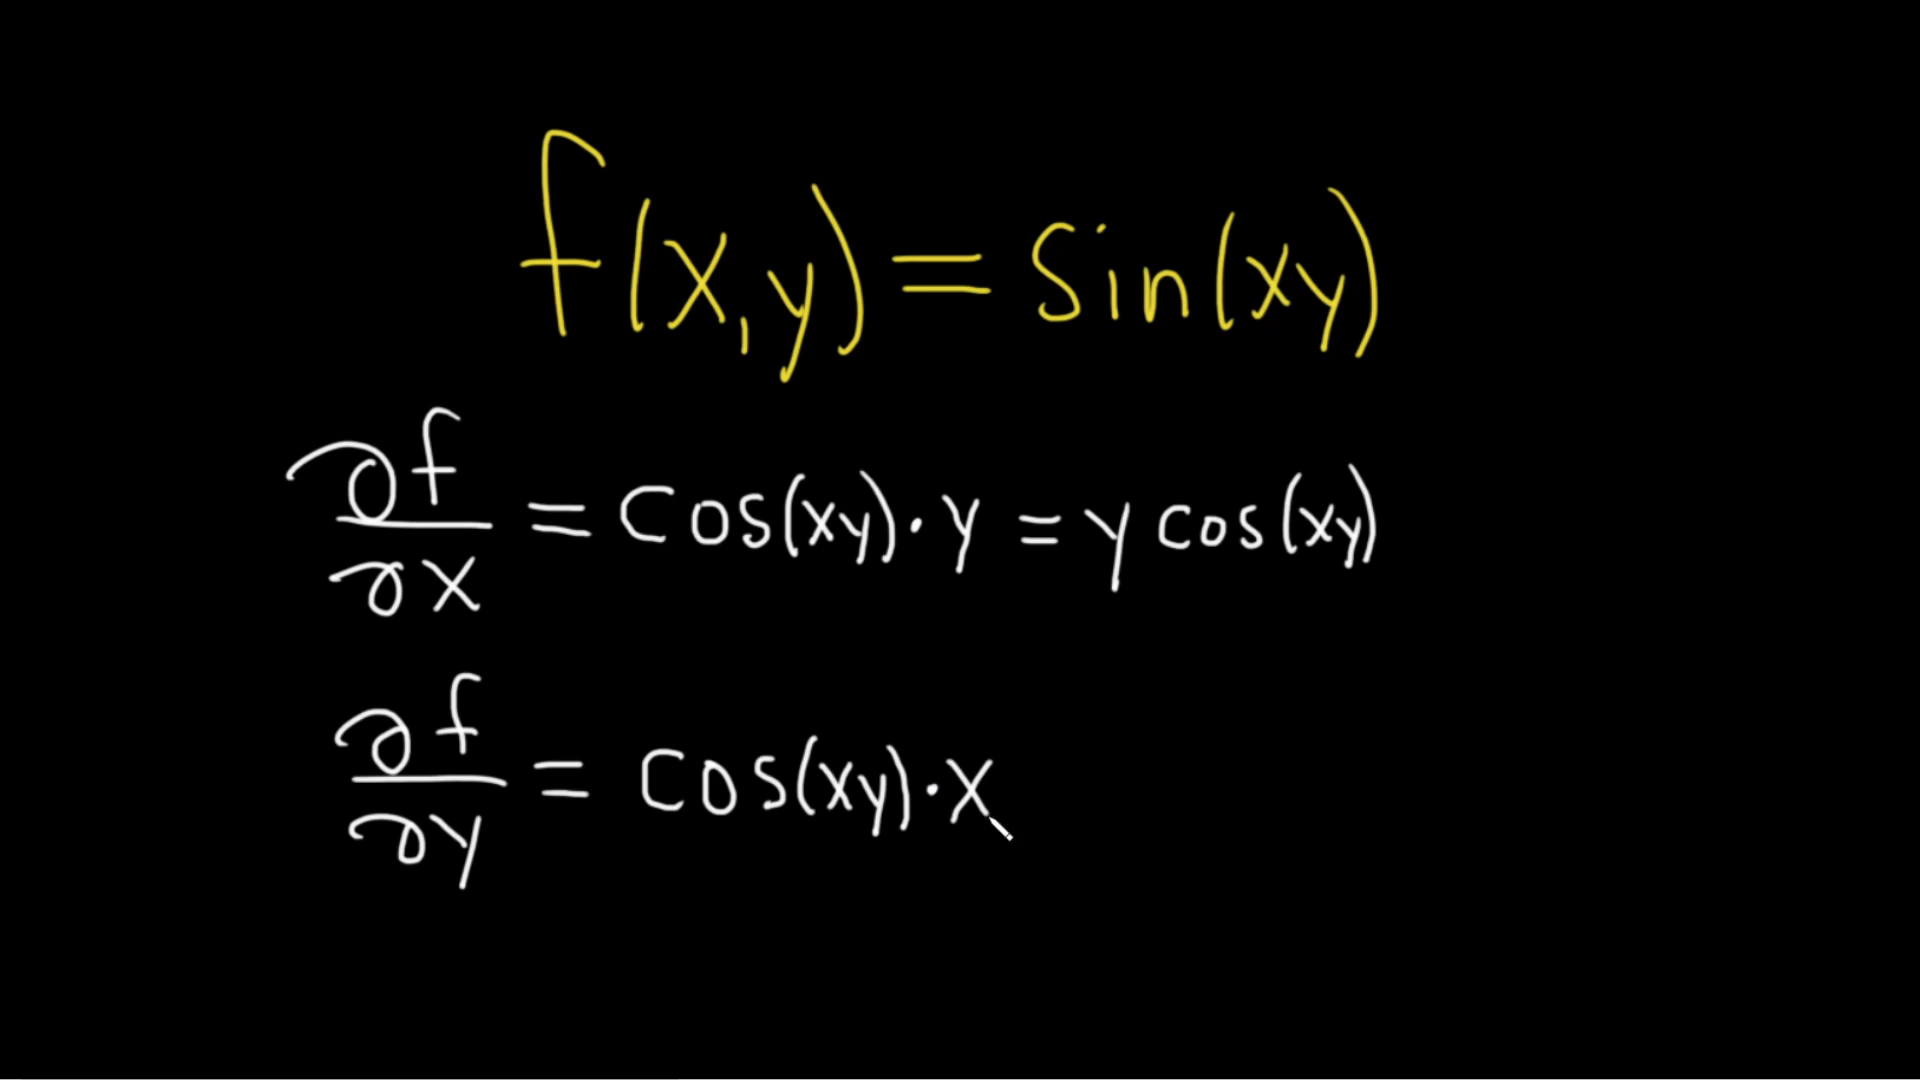 f(x,y) = sin(xy)
∂f/∂x = cos(xy) · y = y cos(xy)
∂f/∂y = cos(xy) · x